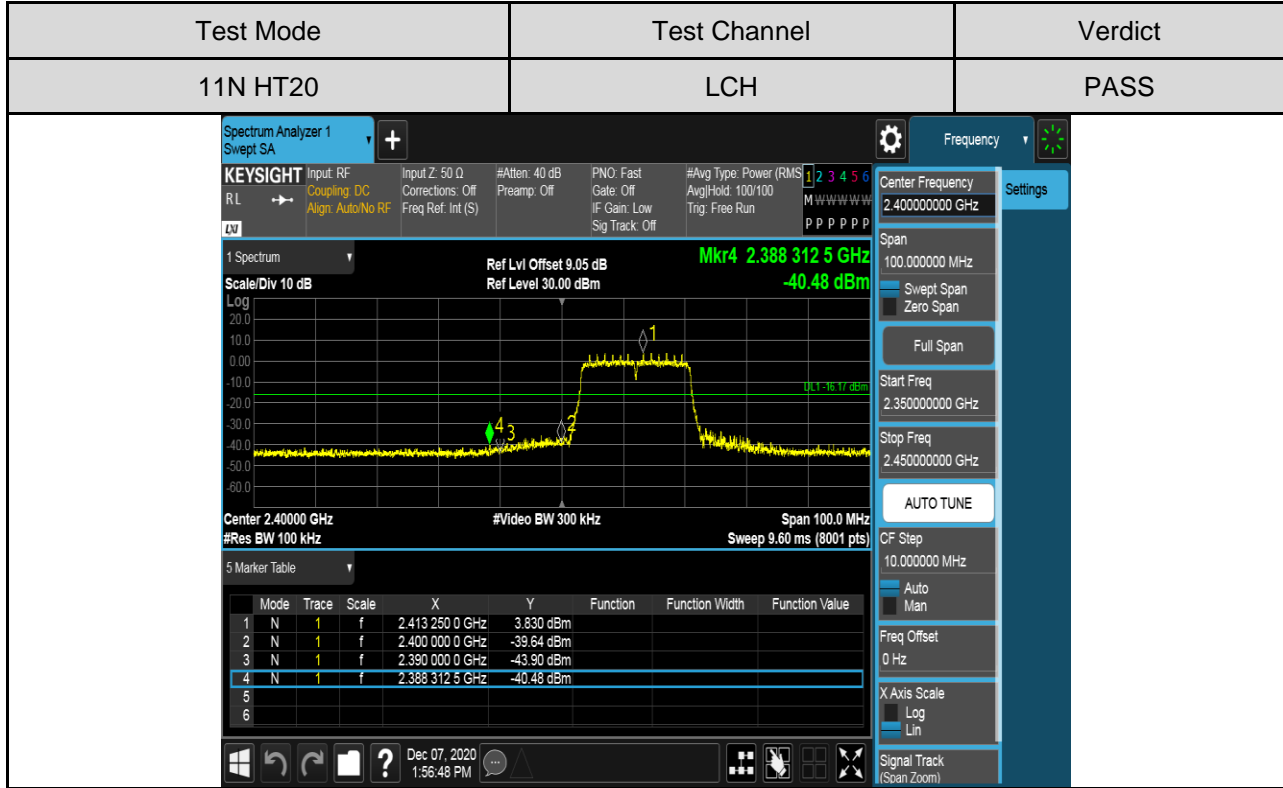 Test Mode Test Channel Verdict
11N HT20 LCH PASS
Spectrum Analyzer 1
Swept SA
+
Frequency
KEYSIGHT
RL
LXI
Input: RF
Coupling: DC
Align: Auto/No RF
Input Z: 50 Ω
Corrections: Off
Freq Ref: Int (S)
#Atten: 40 dB
Preamp: Off
PNO: Fast
Gate: Off
IF Gain: Low
Sig Track: Off
#Avg Type: Power (RMS
Avg|Hold: 100/100
Trig: Free Run
1 2 3 4 5 6
M W W W W W
P P P P P P
1 Spectrum
Scale/Div 10 dB
Ref Lvl Offset 9.05 dB
Ref Level 30.00 dBm
Mkr4 2.388 312 5 GHz
-40.48 dBm
Log
20.0
10.0
0.00
-10.0
-20.0
-30.0
-40.0
-50.0
-60.0
1
DL1 -16.17 dBm
4
3
2
Center 2.40000 GHz #Video BW 300 kHz Span 100.0 MHz
#Res BW 100 kHz Sweep 9.60 ms (8001 pts)
5 Marker Table
Mode Trace Scale X Y Function Function Width Function Value
1 N 1 f 2.413 250 0 GHz 3.830 dBm
2 N 1 f 2.400 000 0 GHz -39.64 dBm
3 N 1 f 2.390 000 0 GHz -43.90 dBm
4 N 1 f 2.388 312 5 GHz -40.48 dBm
5
6
?
Dec 07, 2020
1:56:48 PM
Center Frequency
2.400000000 GHz
Settings
Span
100.000000 MHz
Swept Span
Zero Span
Full Span
Start Freq
2.350000000 GHz
Stop Freq
2.450000000 GHz
AUTO TUNE
CF Step
10.000000 MHz
Auto
Man
Freq Offset
0 Hz
X Axis Scale
Log
Lin
Signal Track
(Span Zoom)